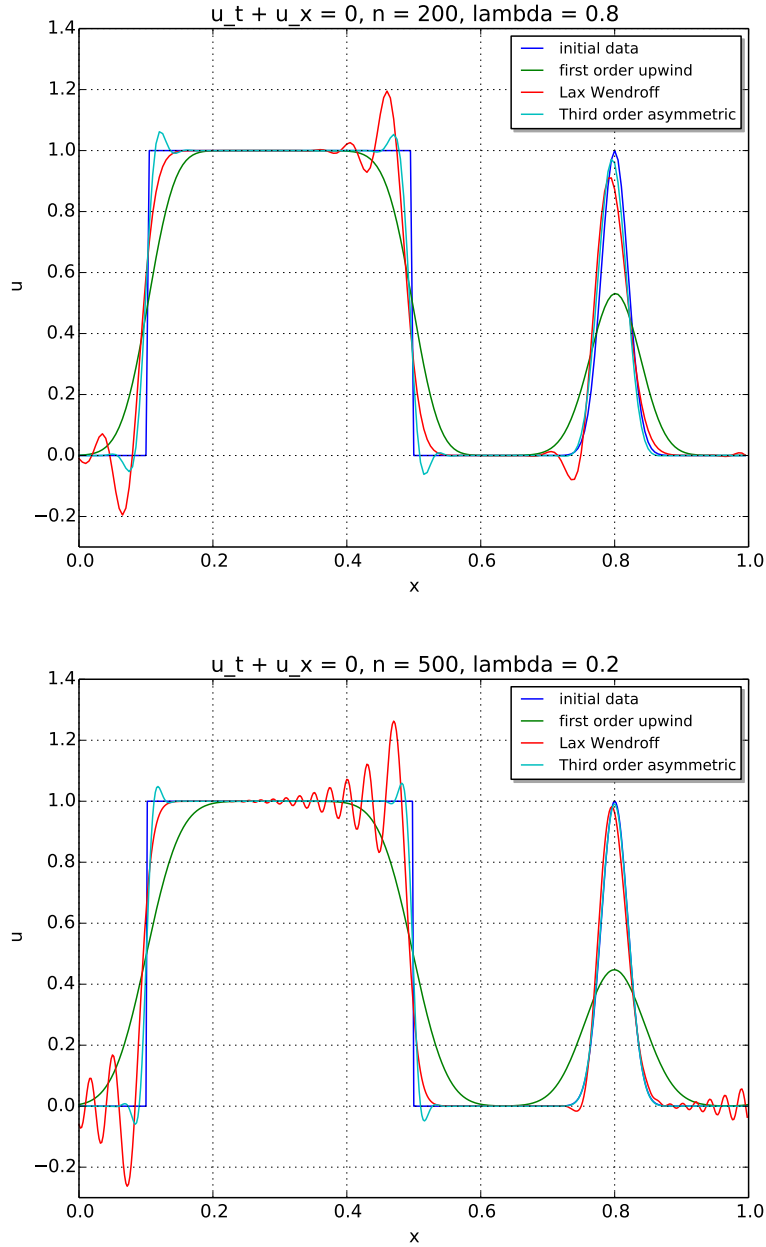 u_t + u_x = 0, n = 200, lambda = 0.8
initial data
first order upwind
Lax Wendroff
Third order asymmetric
1.4
1.2
1.0
0.8
0.6
0.4
0.2
0.0
−0.2
u
0.0 0.2 0.4 0.6 0.8 1.0
x
u_t + u_x = 0, n = 500, lambda = 0.2
initial data
first order upwind
Lax Wendroff
Third order asymmetric
1.4
1.2
1.0
0.8
0.6
0.4
0.2
0.0
−0.2
u
0.0 0.2 0.4 0.6 0.8 1.0
x